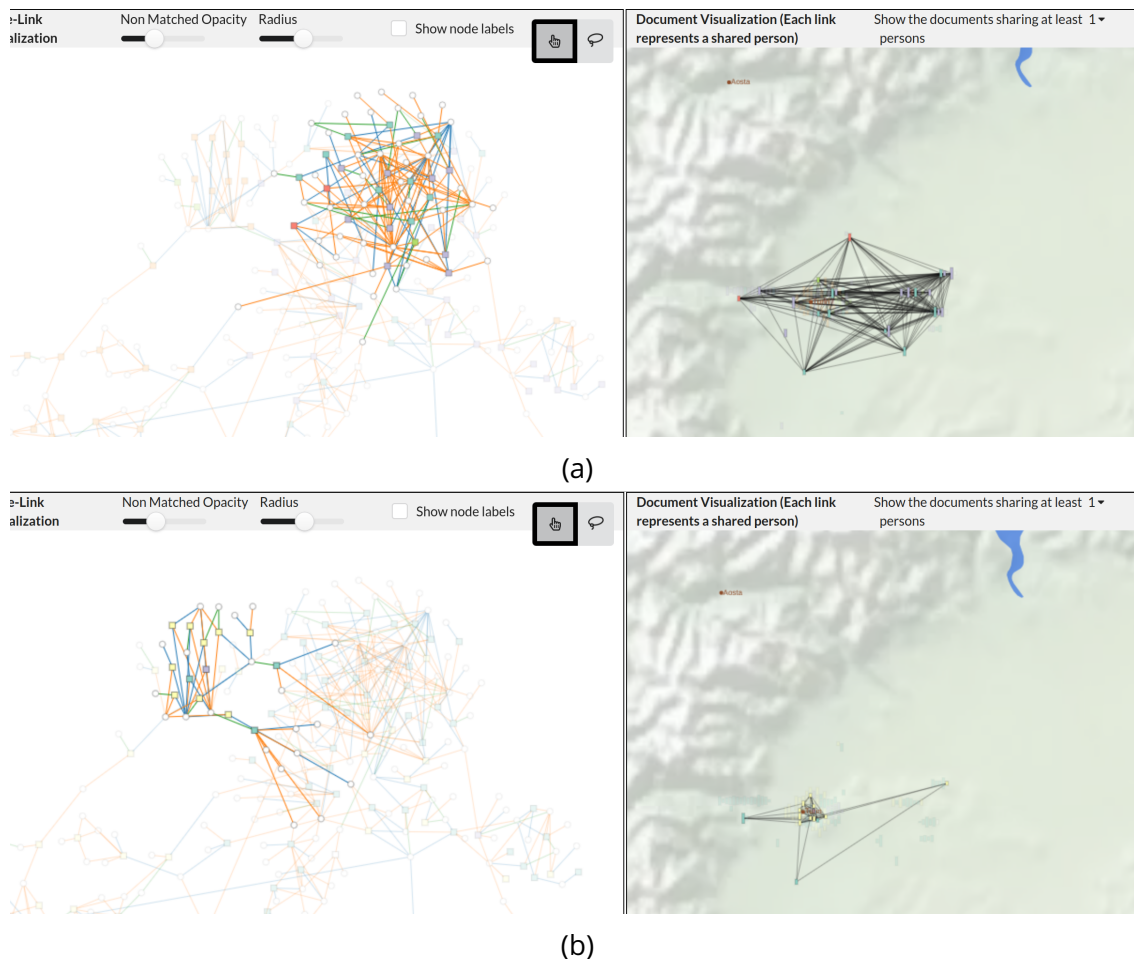 e-Link
alization
Non Matched Opacity
Radius
Show node labels
Document Visualization (Each link
represents a shared person)
Show the documents sharing at least 1
persons
Aosta
(a)
e-Link
alization
Non Matched Opacity
Radius
Show node labels
Document Visualization (Each link
represents a shared person)
Show the documents sharing at least 1
persons
Aosta
(b)